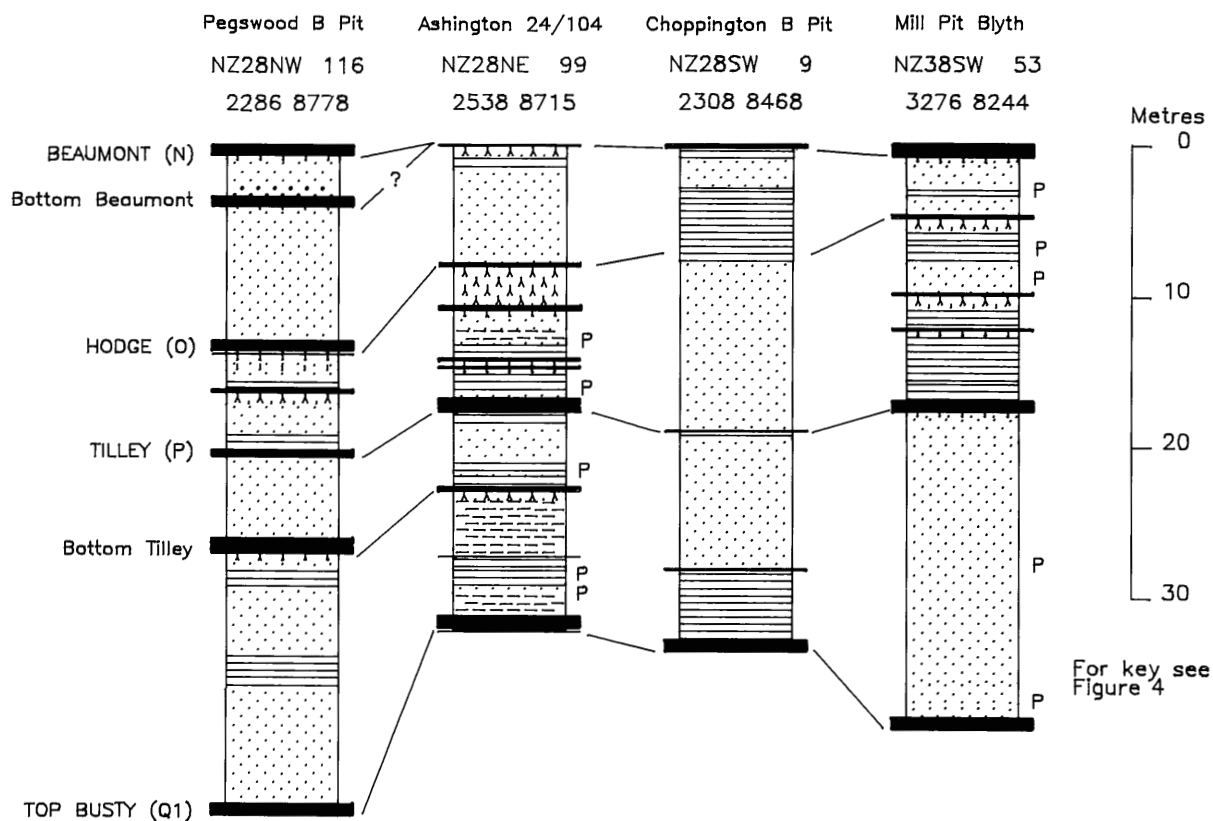 Pegswood B Pit
NZ28NW 116
2286 8778
Ashington 24/104
NZ28NE 99
2538 8715
Choppington B Pit
NZ28SW 9
2308 8468
Mill Pit Blyth
NZ38SW 53
3276 8244
Metres
0
10
20
30
BEAUMONT (N)
Bottom Beaumont
HODGE (O)
TILLEY (P)
Bottom Tilley
TOP BUSTY (Q1)
?
P
P
P
P
P
P
P
P
P
P
For key see
Figure 4